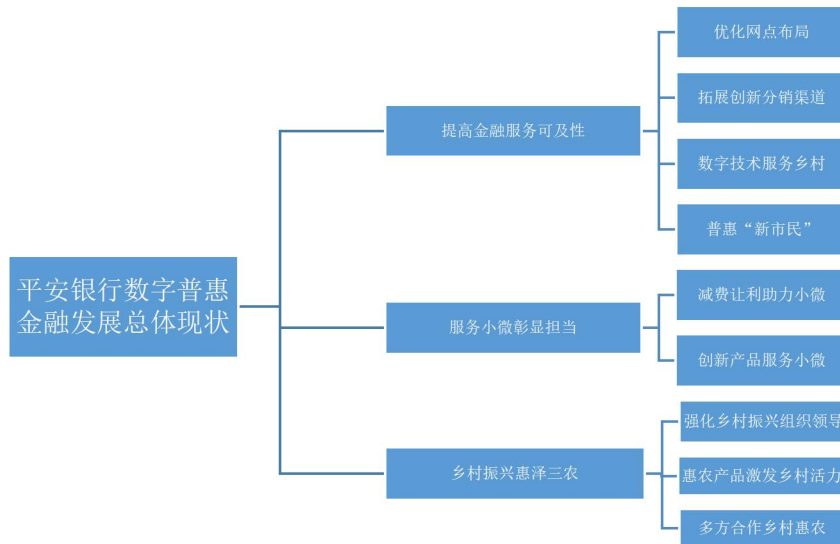 平安银行数字普惠
金融发展总体现状
提高金融服务可及性
优化网点布局
拓展创新分销渠道
数字技术服务乡村
普惠“新市民”
服务小微彰显担当
减费让利助力小微
创新产品服务小微
乡村振兴惠泽三农
强化乡村振兴组织领导
惠农产品激发乡村活力
多方合作乡村惠农